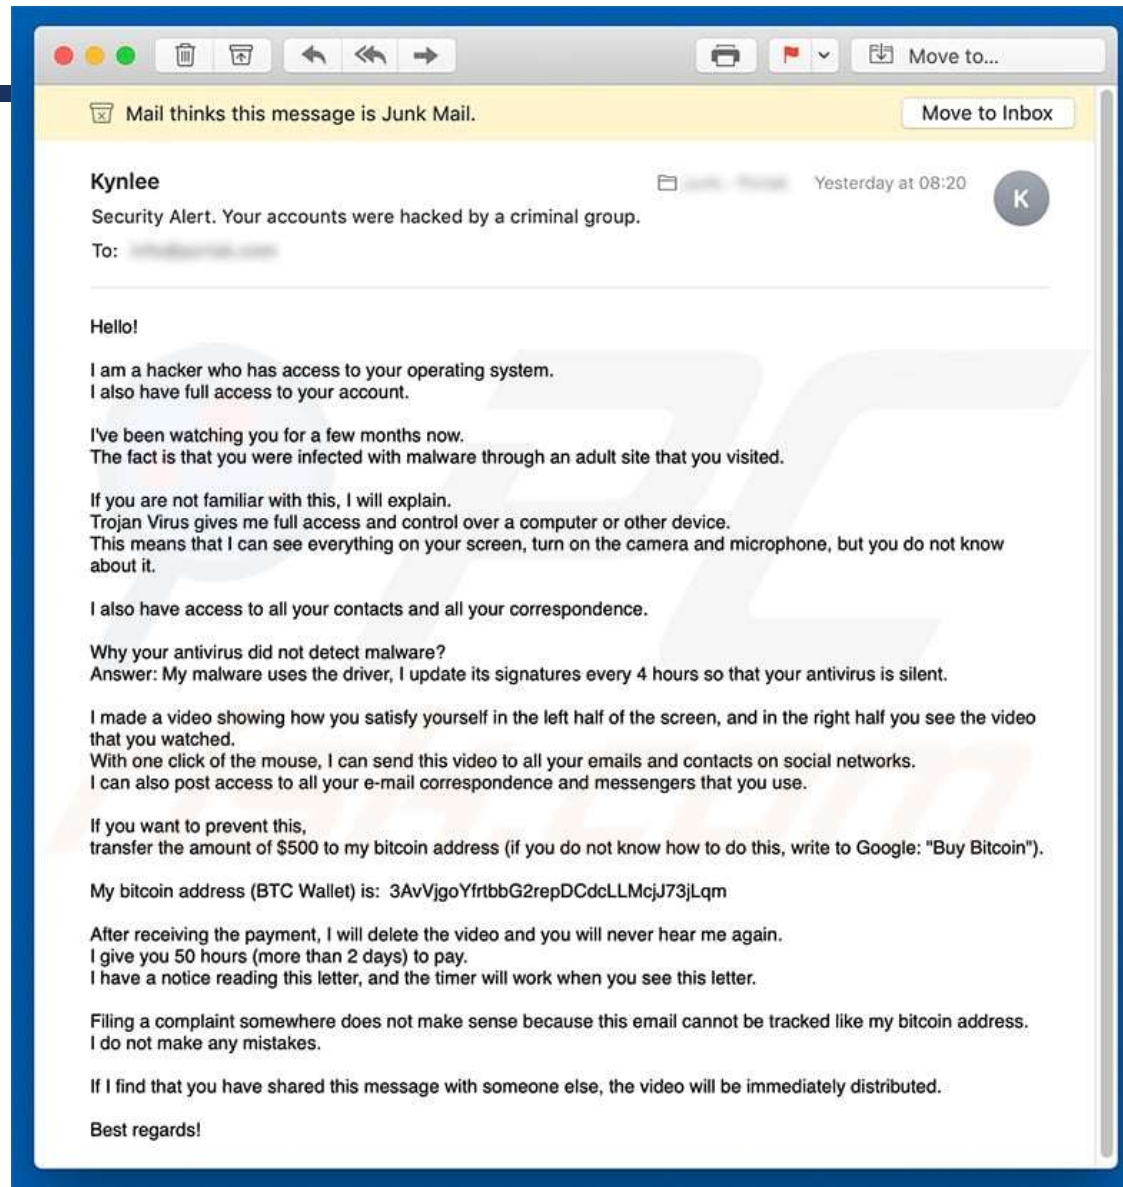 Move to...
Mail thinks this message is Junk Mail.
Move to Inbox
Kynlee
Yesterday at 08:20
K
Security Alert. Your accounts were hacked by a criminal group.
To:
Hello!
I am a hacker who has access to your operating system.
I also have full access to your account.
I've been watching you for a few months now.
The fact is that you were infected with malware through an adult site that you visited.
If you are not familiar with this, I will explain.
Trojan Virus gives me full access and control over a computer or other device.
This means that I can see everything on your screen, turn on the camera and microphone, but you do not know
about it.
I also have access to all your contacts and all your correspondence.
Why your antivirus did not detect malware?
Answer: My malware uses the driver, I update its signatures every 4 hours so that your antivirus is silent.
I made a video showing how you satisfy yourself in the left half of the screen, and in the right half you see the video
that you watched.
With one click of the mouse, I can send this video to all your emails and contacts on social networks.
I can also post access to all your e-mail correspondence and messengers that you use.
If you want to prevent this,
transfer the amount of $500 to my bitcoin address (if you do not know how to do this, write to Google: "Buy Bitcoin").
My bitcoin address (BTC Wallet) is:  3AvVjgoYfrtbbG2repDCdcLLMcjJ73jLqm
After receiving the payment, I will delete the video and you will never hear me again.
I give you 50 hours (more than 2 days) to pay.
I have a notice reading this letter, and the timer will work when you see this letter.
Filing a complaint somewhere does not make sense because this email cannot be tracked like my bitcoin address.
I do not make any mistakes.
If I find that you have shared this message with someone else, the video will be immediately distributed.
Best regards!
PC
risk.com